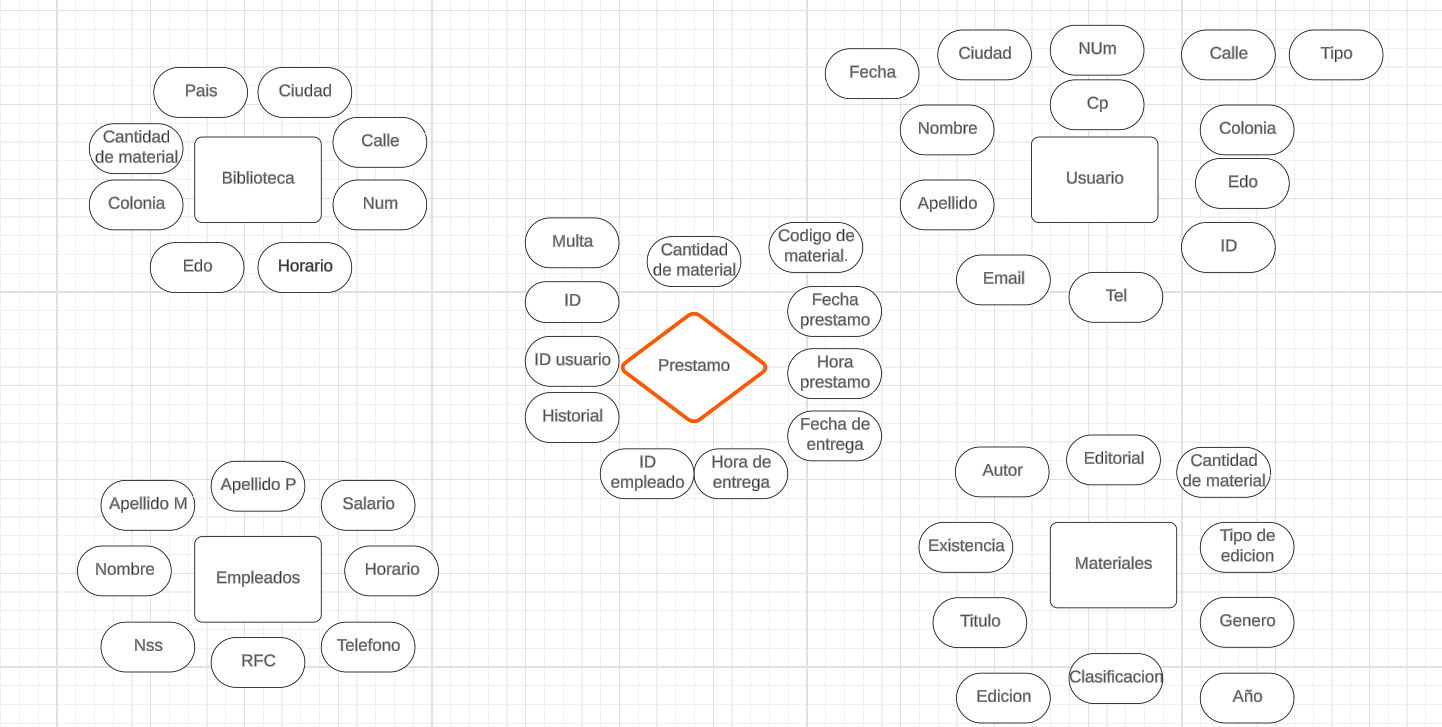 Pais
Ciudad
Cantidad
de material
Calle
Biblioteca
Colonia
Num
Edo
Horario
Fecha
Ciudad
NUm
Calle
Tipo
Cp
Nombre
Colonia
Usuario
Edo
Apellido
ID
Email
Tel
Multa
Cantidad
de material
Codigo de
material.
ID
Fecha
prestamo
ID usuario
Prestamo
Hora
prestamo
Historial
Fecha de
entrega
ID
empleado
Hora de
entrega
Apellido M
Apellido P
Salario
Nombre
Empleados
Horario
Nss
RFC
Telefono
Autor
Editorial
Cantidad
de material
Existencia
Materiales
Tipo de
edicion
Titulo
Genero
Edicion
Clasificacion
Año